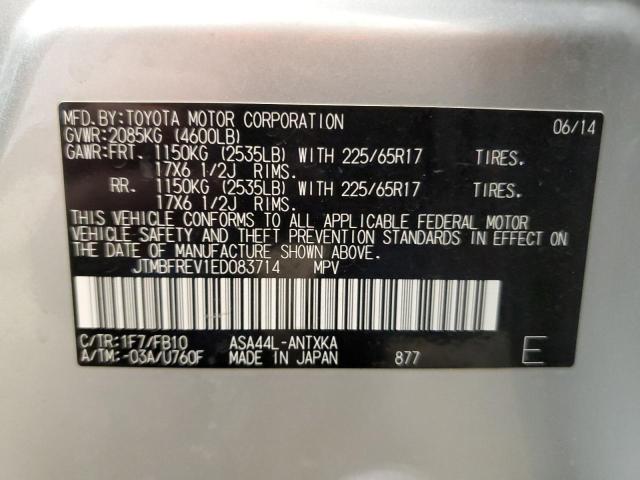 MFD.BY:TOYOTA MOTOR CORPORATION 06/14
GVWR:2085KG (4600LB)
GAWR:FRT. 1150KG (2535LB) WITH 225/65R17 TIRES.
17X6 1/2J RIMS.
RR. 1150KG (2535LB) WITH 225/65R17 TIRES.
17X6 1/2J RIMS.
THIS VEHICLE CONFORMS TO ALL APPLICABLE FEDERAL MOTOR
VEHICLE SAFETY AND THEFT PREVENTION STANDARDS IN EFFECT ON
THE DATE OF MANUFACTURE SHOWN ABOVE.
JTMBFREV1ED083714 MPV
C/TR:1F7/FB10 ASA44L-ANTXKA
A/TM:-03A/U760F MADE IN JAPAN 877 E